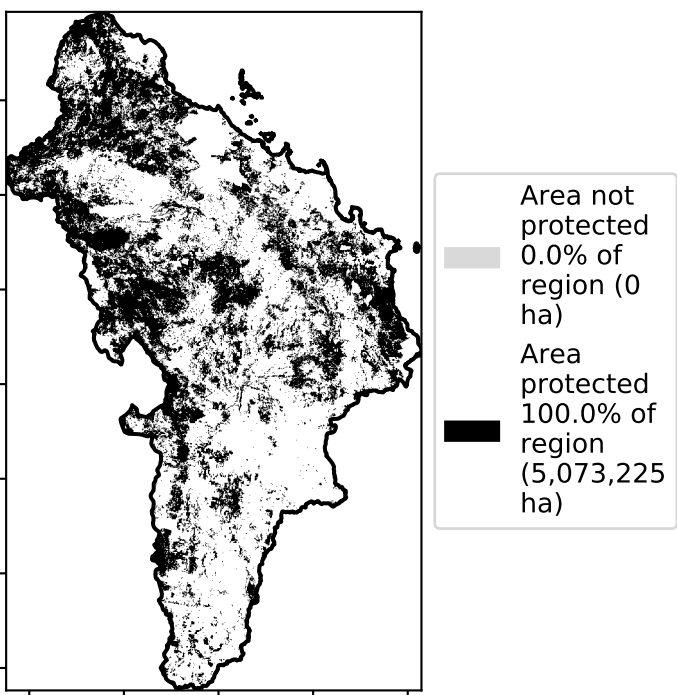 Area not
protected
0.0% of
region (0
ha)
Area
protected
100.0% of
region
(5,073,225
ha)